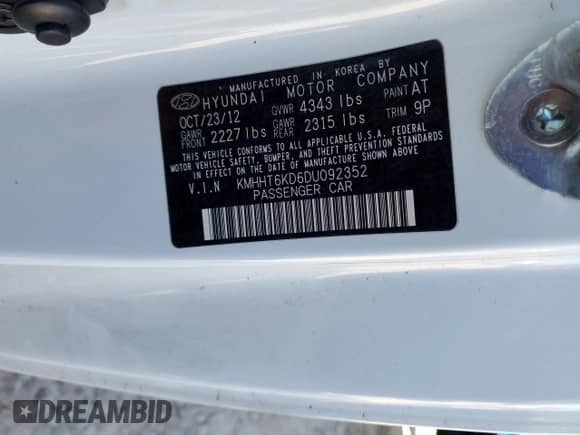 MANUFACTURED IN KOREA BY
HYUNDAI MOTOR COMPANY
OCT/23/12 GVWR 4343 lbs PAINT AT
GAWR FRONT 2227 lbs GAWR REAR 2315 lbs TRIM 9P
THIS VEHICLE CONFORMS TO ALL APPLICABLE U.S.A. FEDERAL
MOTOR VEHICLE SAFETY, BUMPER, AND THEFT PREVENTION STANDARDS
IN EFFECT ON THE DATE OF MANUFACTURE SHOWN ABOVE.
V.I.N KMHHT6KD6DU092352
PASSENGER CAR
DREAMBID